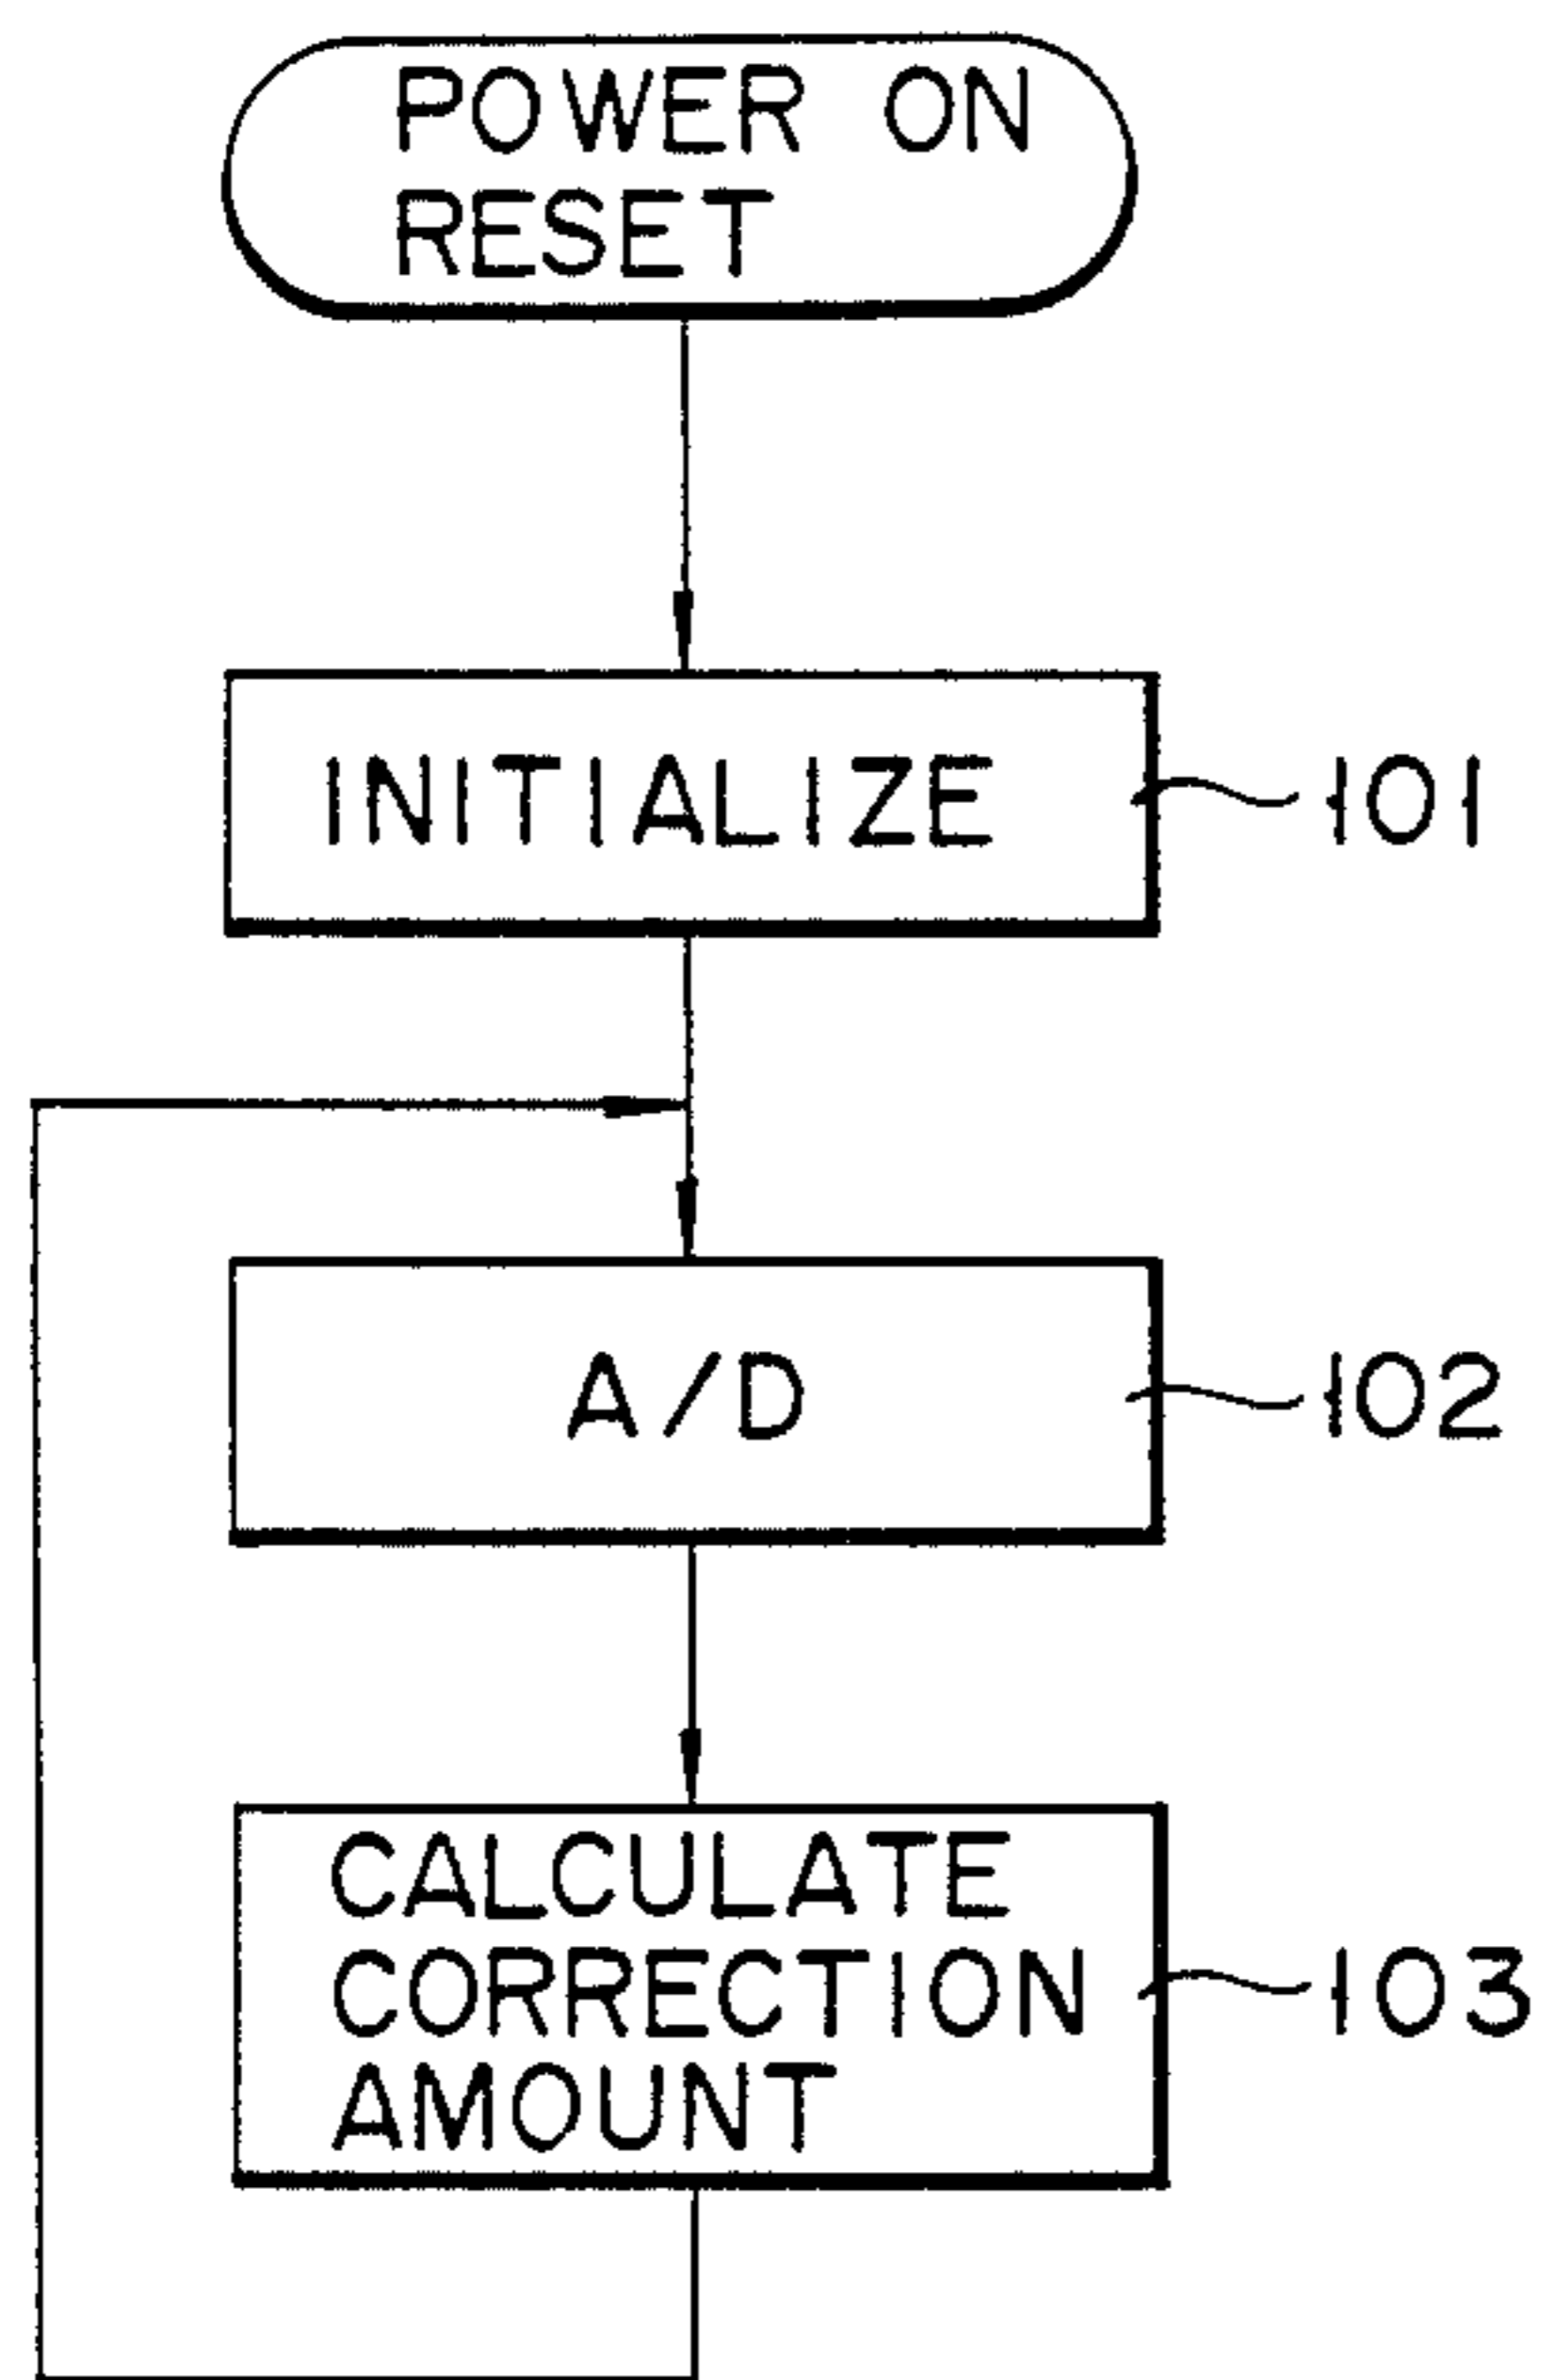 POWER ON
RESET
INITIALIZE
101
A/D
102
CALCULATE
CORRECTION
AMOUNT
103